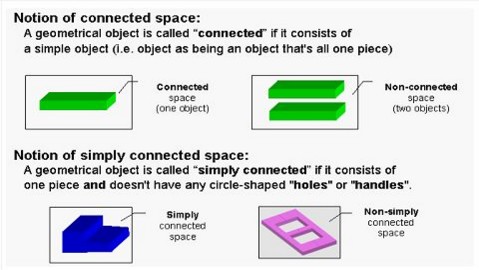 Notion of connected space:
A geometrical object is called "connected" if it consists of
a simple object (i.e. object as being an object that's all one piece)
Connected
space
(one object)
Non-connected
space
(two objects)
Notion of simply connected space:
A geometrical object is called "simply connected" if it consists of
one piece and doesn't have any circle-shaped "holes" or "handles".
Simply
connected
space
Non-simply
connected
space